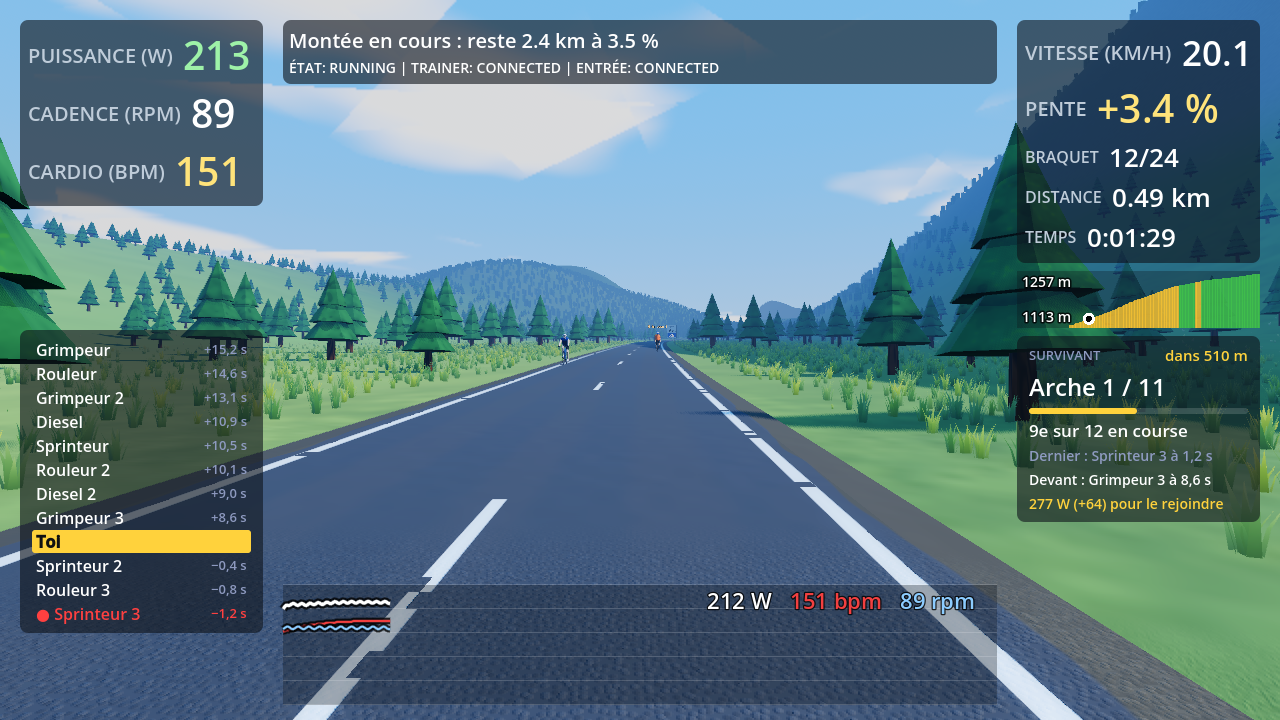 PUISSANCE (W) 213
CADENCE (RPM) 89
CARDIO (BPM) 151
Montée en cours : reste 2.4 km à 3.5 %
ÉTAT: RUNNING | TRAINER: CONNECTED | ENTRÉE: CONNECTED
VITESSE (KM/H) 20.1
PENTE +3.4 %
BRAQUET 12/24
DISTANCE 0.49 km
TEMPS 0:01:29
1257 m
1113 m
SURVIVANT dans 510 m
Arche 1 / 11
9e sur 12 en course
Dernier : Sprinteur 3 à 1,2 s
Devant : Grimpeur 3 à 8,6 s
277 W (+64) pour le rejoindre
Grimpeur +15,2 s
Rouleur +14,6 s
Grimpeur 2 +13,1 s
Diesel +10,9 s
Sprinteur +10,5 s
Rouleur 2 +10,1 s
Diesel 2 +9,0 s
Grimpeur 3 +8,6 s
Tol
Sprinteur 2 −0,4 s
Rouleur 3 −0,8 s
Sprinteur 3 −1,2 s
212 W 151 bpm 89 rpm